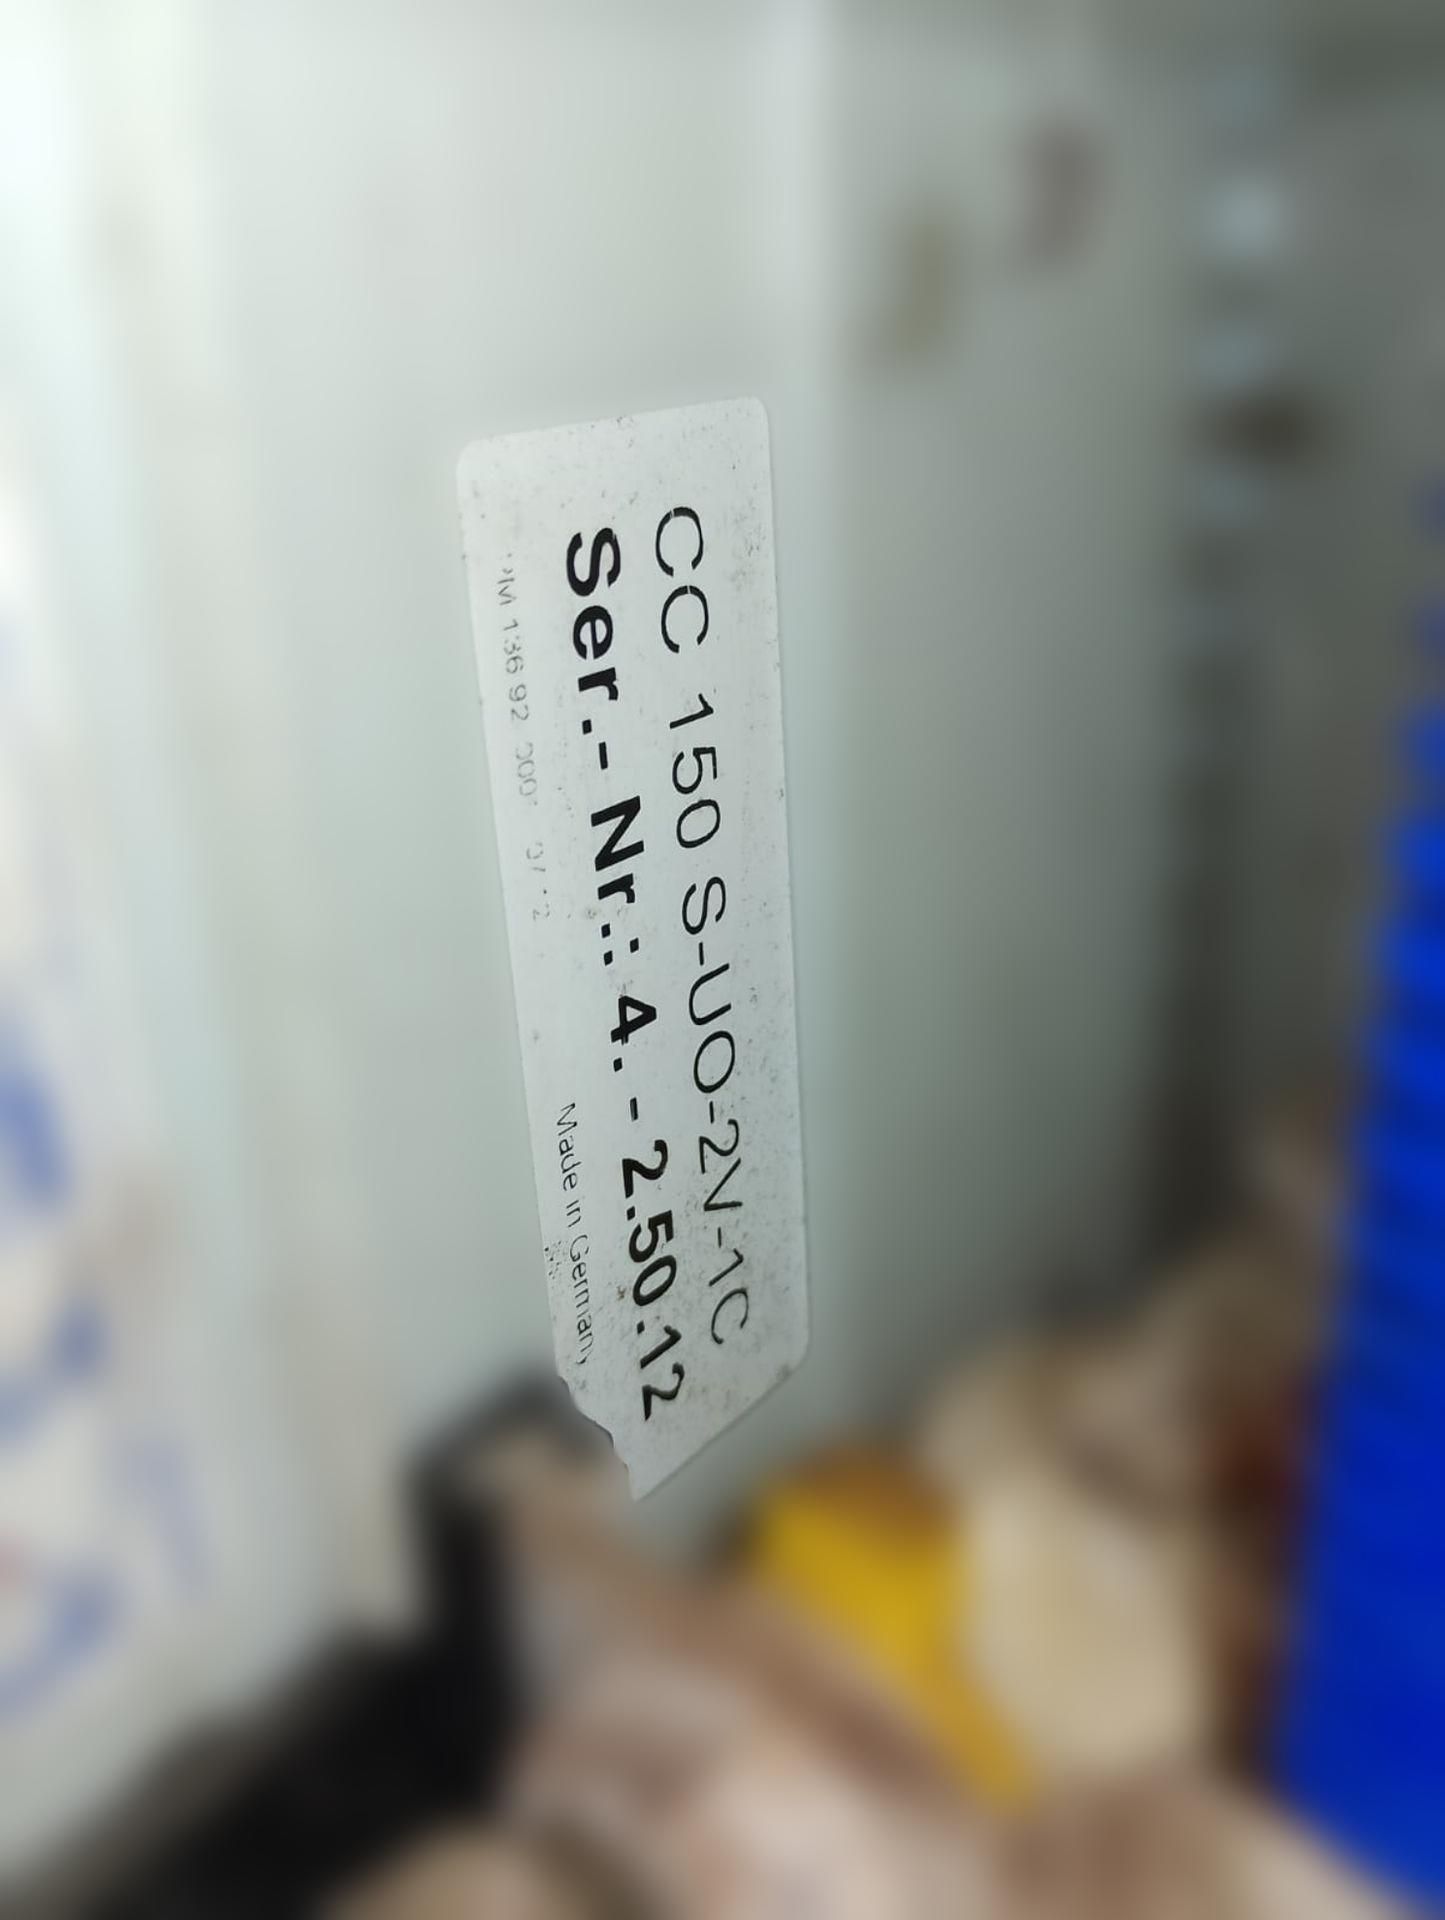 CC 150 S-UO-2V-1C
Ser.- Nr.: 4. - 2.50.12
Made in Germany